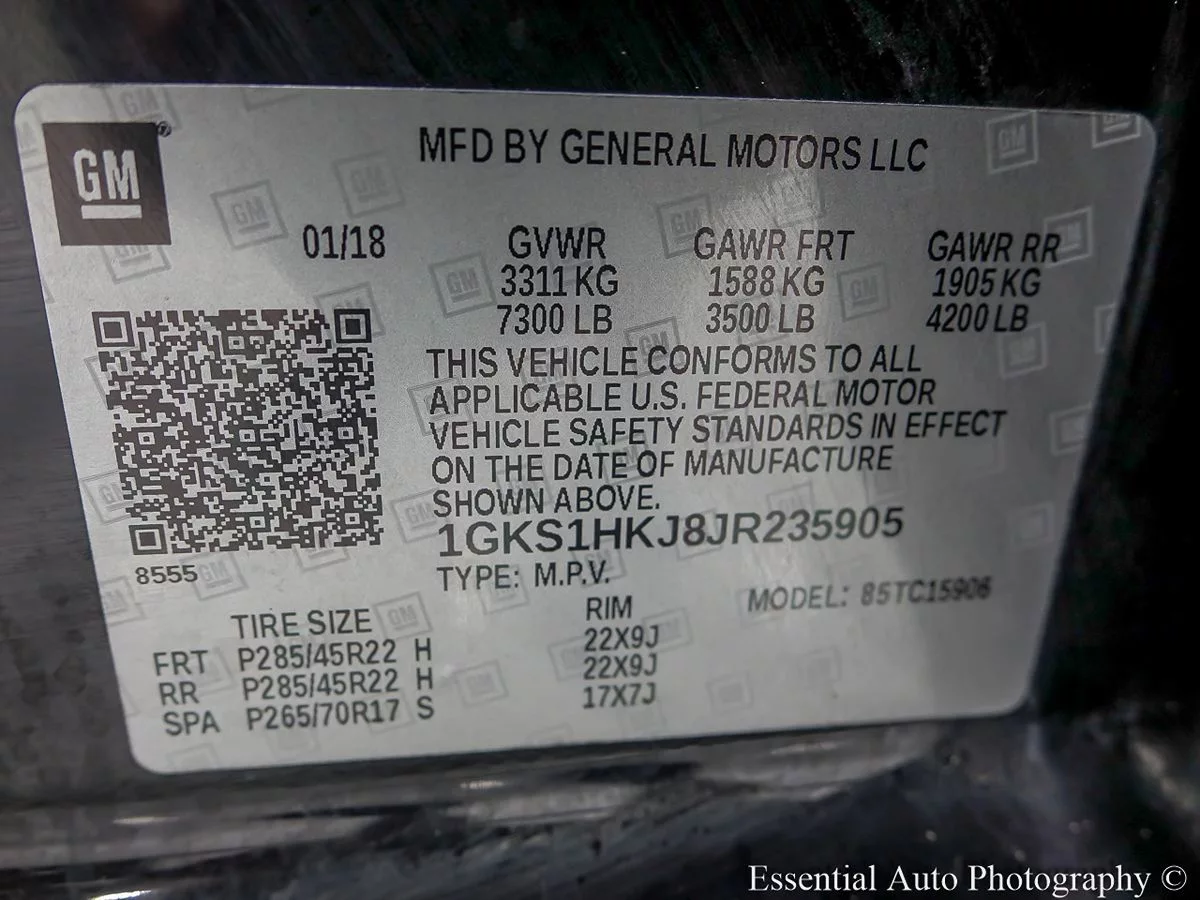 GM
MFD BY GENERAL MOTORS LLC
01/18 GVWR GAWR FRT GAWR RR
3311 KG 1588 KG 1905 KG
7300 LB 3500 LB 4200 LB
THIS VEHICLE CONFORMS TO ALL
APPLICABLE U.S. FEDERAL MOTOR
VEHICLE SAFETY STANDARDS IN EFFECT
ON THE DATE OF MANUFACTURE
SHOWN ABOVE.
1GKS1HKJ8JR235905
8555
TYPE: M.P.V.
MODEL: 85TC15906
TIRE SIZE RIM
FRT P285/45R22 H 22X9J
RR P285/45R22 H 22X9J
SPA P265/70R17 S 17X7J
Essential Auto Photography ©